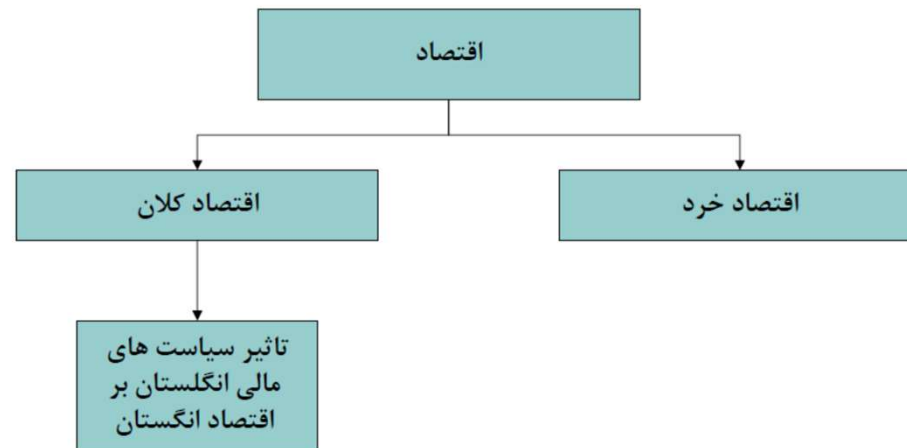 اقتصاد
اقتصاد خرد
اقتصاد کلان
تاثیر سیاست های
مالی انگلستان بر
اقتصاد انگستان